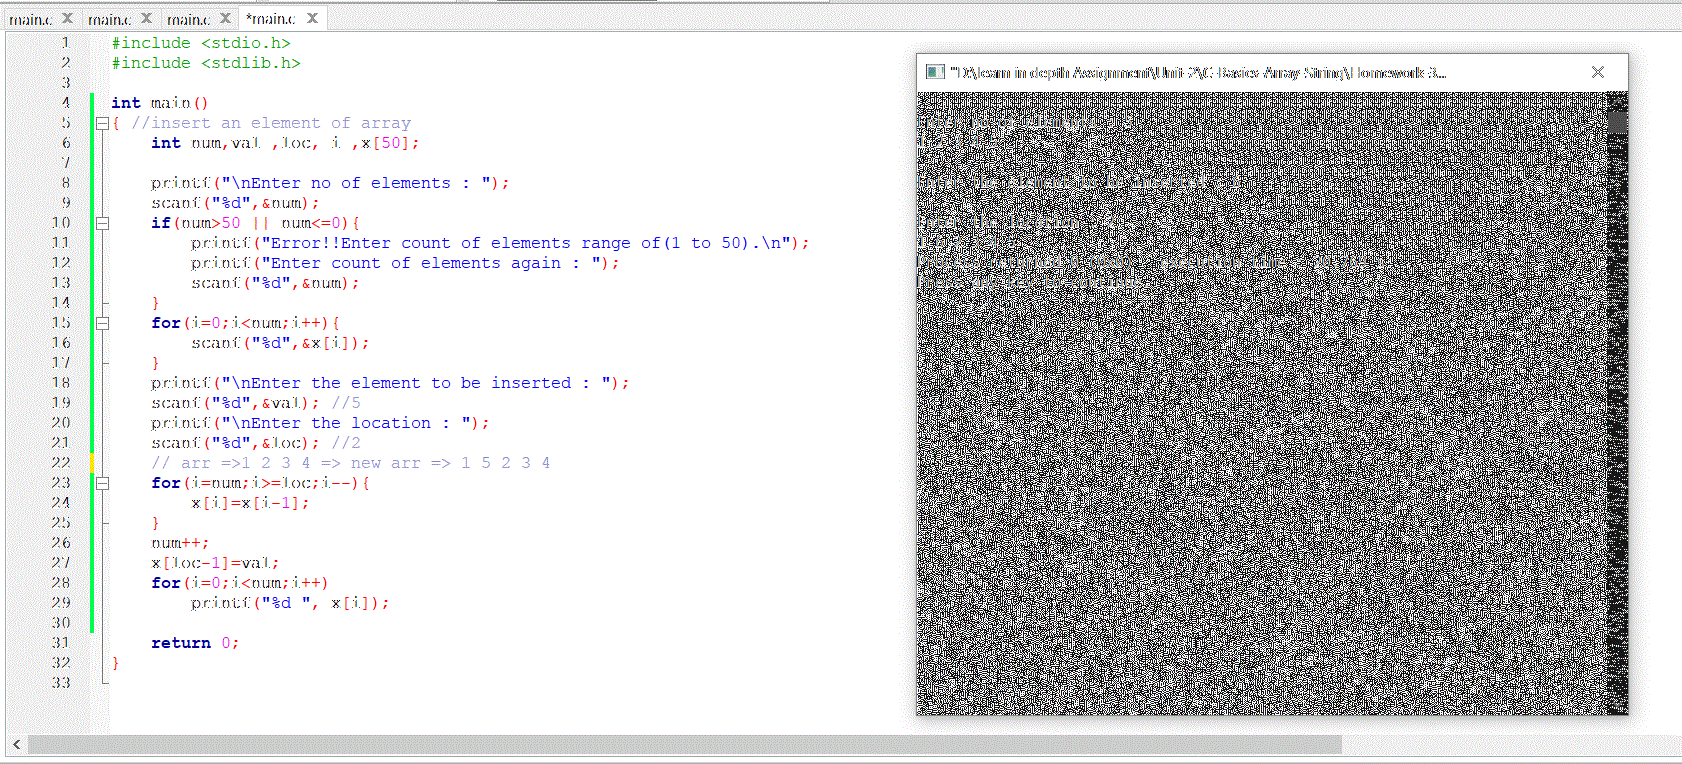 main.c X main.c X main.c X *main.c X
1 #include <stdio.h>
2 #include <stdlib.h>
3
4 int main()
5 { //insert an element of array
6 int num,val ,loc, i ,x[50];
7
8 printf("\nEnter no of elements : ");
9 scanf("%d",&num);
10 if(num>50 || num<=0){
11 printf("Error!!Enter count of elements range of(1 to 50).\n");
12 printf("Enter count of elements again : ");
13 scanf("%d",&num);
14 }
15 for(i=0;i<num;i++){
16 scanf("%d",&x[i]);
17 }
18 printf("\nEnter the element to be inserted : ");
19 scanf("%d",&val); //5
20 printf("\nEnter the location : ");
21 scanf("%d",&loc); //2
22 // arr =>1 2 3 4 => new arr => 1 5 2 3 4
23 for(i=num;i>=loc;i--){
24 x[i]=x[i-1];
25 }
26 num++;
27 x[loc-1]=val;
28 for(i=0;i<num;i++)
29 printf("%d ", x[i]);
30
31 return 0;
32 }
33
"D:\learn in depth Assignment\Unit 2\C Basics Array String\Homework 3...